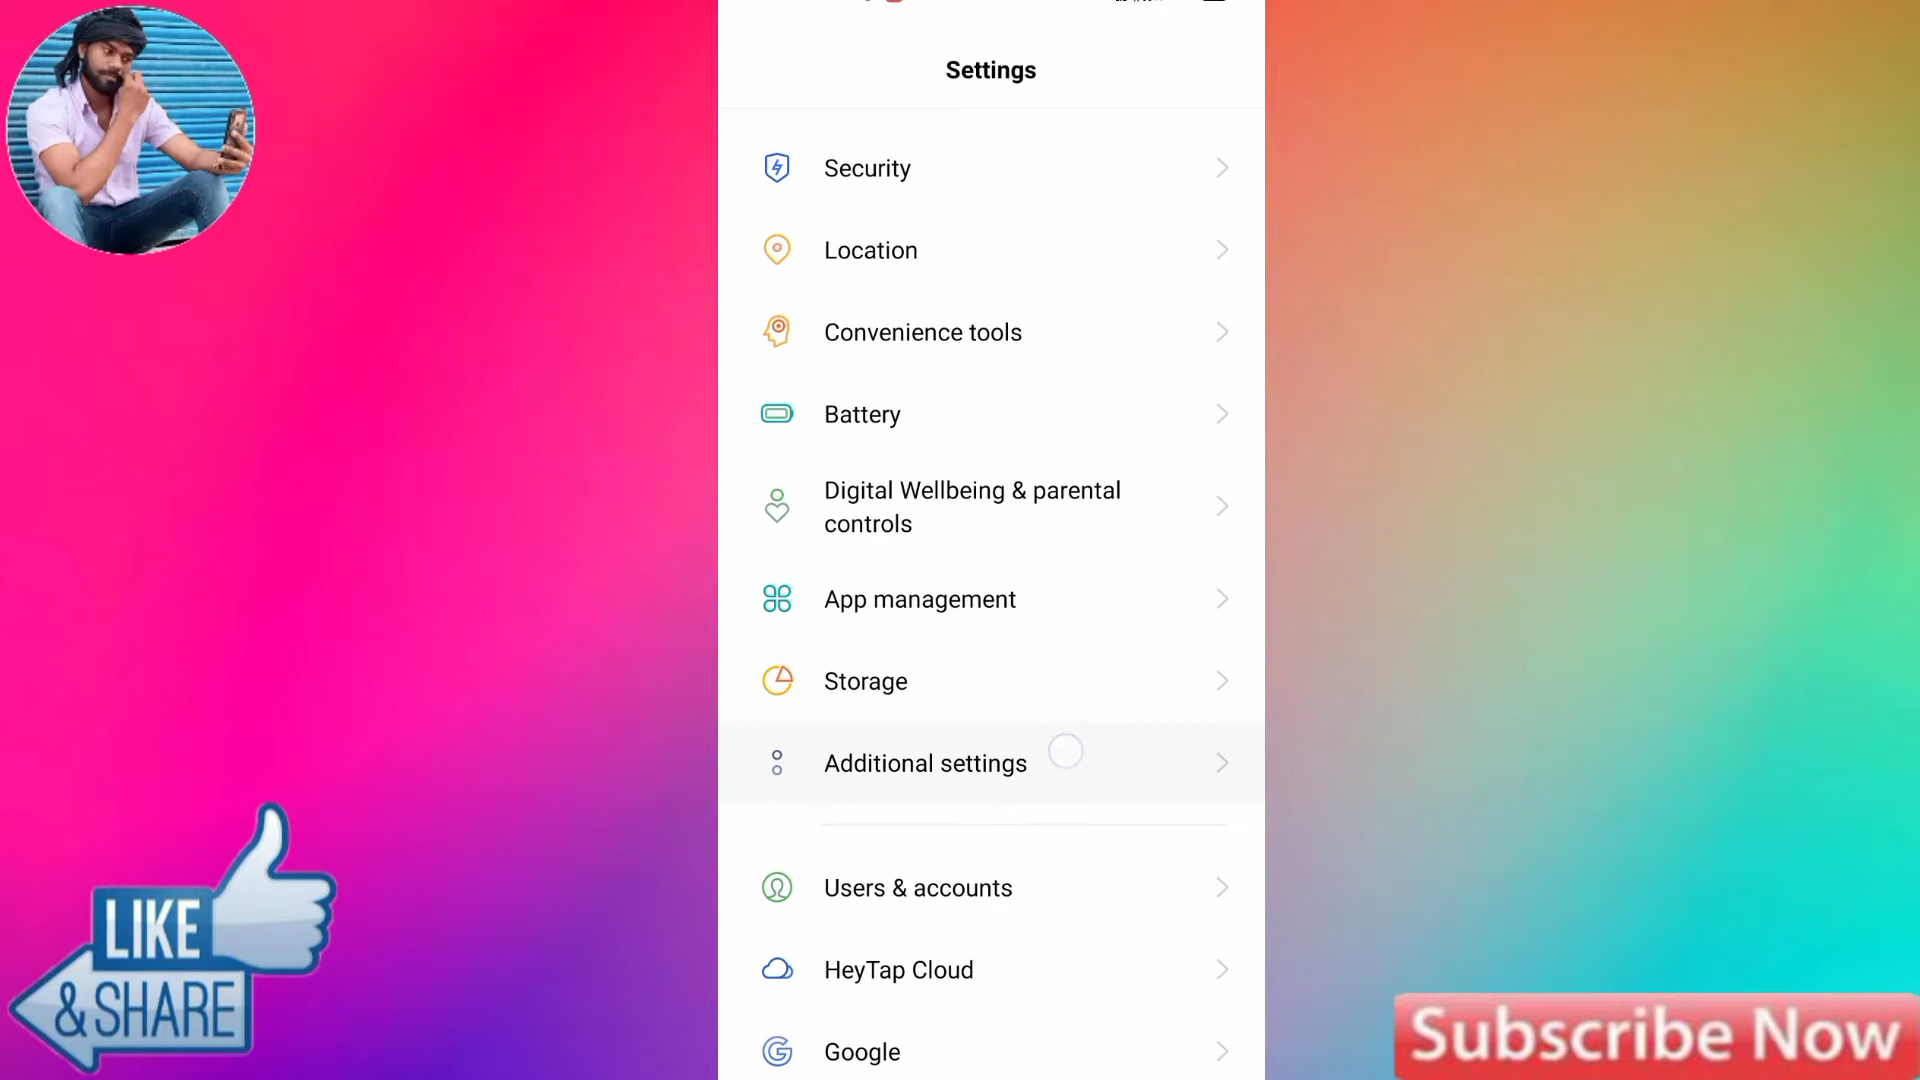 Settings
Security
Location
Convenience tools
Battery
Digital Wellbeing & parental
controls
App management
Storage
Additional settings
Users & accounts
HeyTap Cloud
Google
LIKE
& SHARE
Subscribe Now